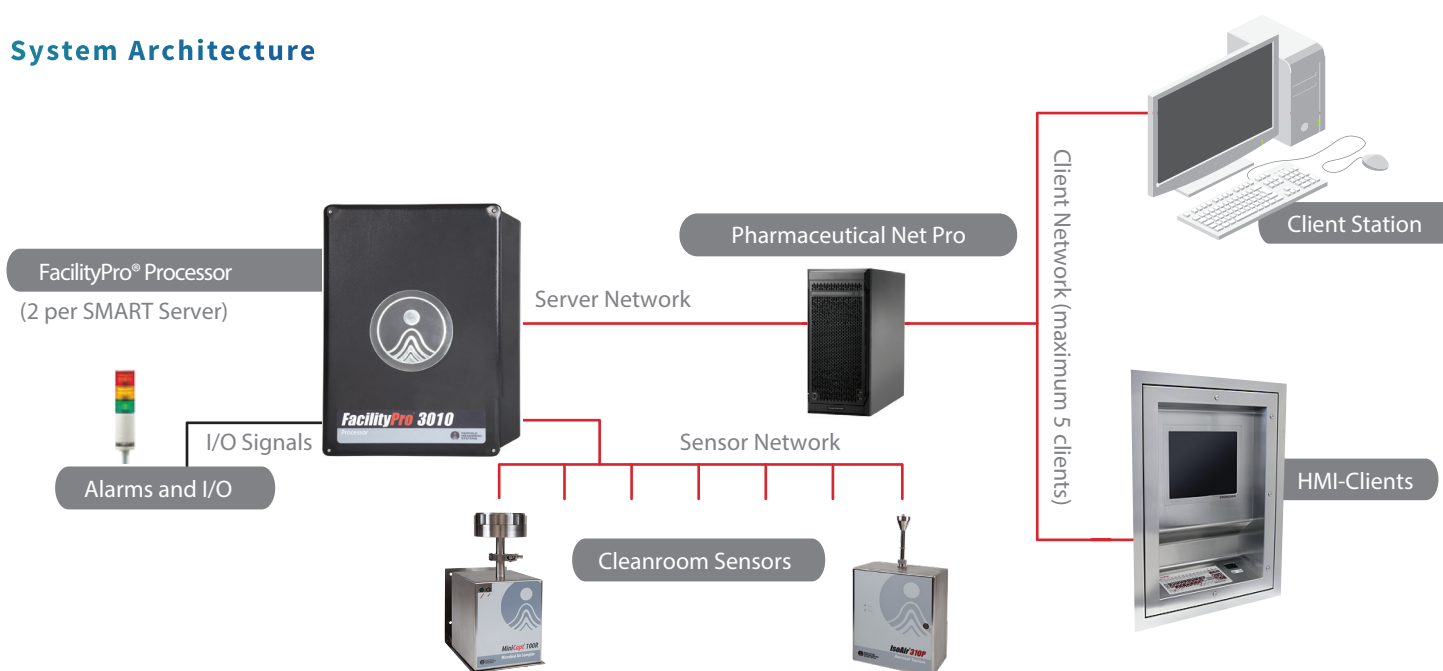 System Architecture
FacilityPro® Processor
(2 per SMART Server)
I/O Signals
Alarms and I/O
FacilityPro 3010
Processor
Server Network
Pharmaceutical Net Pro
Sensor Network
Cleanroom Sensors
MiniCapt 100R
IsoAir 310P
Client Network (maximum 5 clients)
Client Station
HMI-Clients